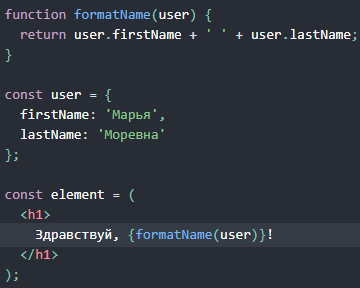 function formatName(user) {
  return user.firstName + ' ' + user.lastName;
}

const user = {
  firstName: 'Марья',
  lastName: 'Моревна'
};

const element = (
  <h1>
    Здравствуй, {formatName(user)}!
  </h1>
);